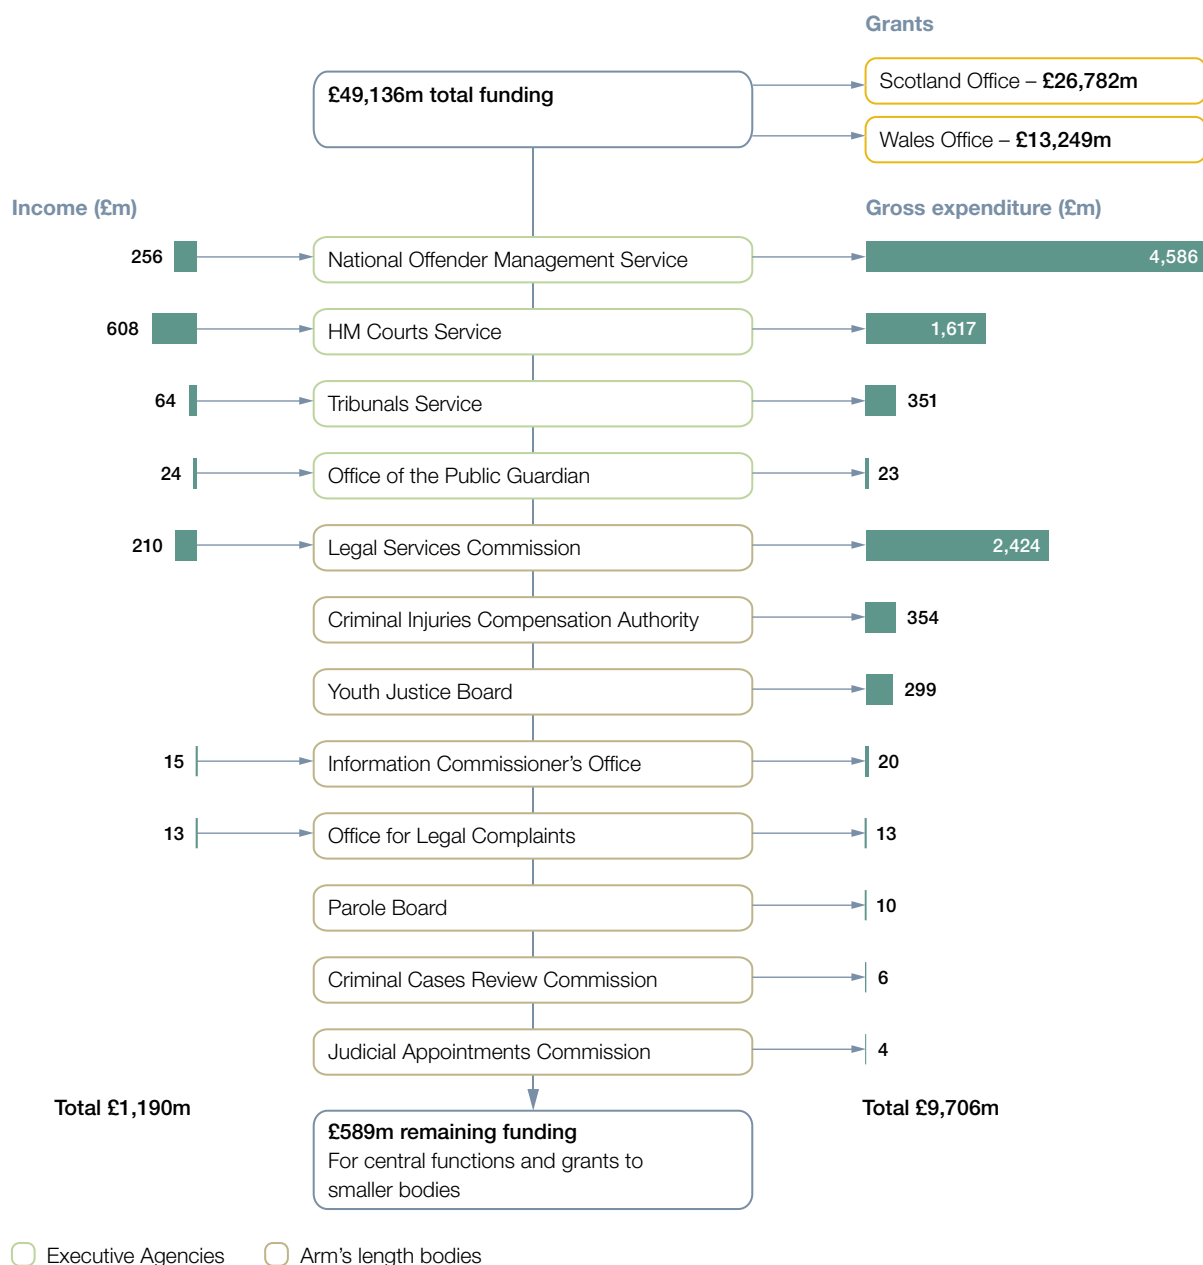 Grants
£49,136m total funding
Scotland Office – £26,782m
Wales Office – £13,249m
Income (£m)
Gross expenditure (£m)
256
National Offender Management Service
4,586
608
HM Courts Service
1,617
64
Tribunals Service
351
24
Office of the Public Guardian
23
210
Legal Services Commission
2,424
Criminal Injuries Compensation Authority
354
Youth Justice Board
299
15
Information Commissioner’s Office
20
13
Office for Legal Complaints
13
Parole Board
10
Criminal Cases Review Commission
6
Judicial Appointments Commission
4
Total £1,190m
Total £9,706m
£589m remaining funding
For central functions and grants to
smaller bodies
Executive Agencies
Arm’s length bodies